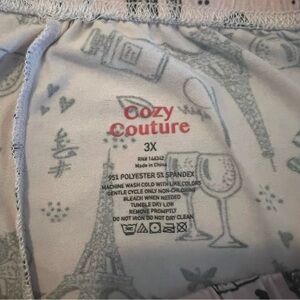 Cozy
Couture
3X
RN# 144342
Made in China
95% POLYESTER 5% SPANDEX
MACHINE WASH COLD WITH LIKE COLORS
GENTLE CYCLE ONLY NON-CHLORINE
BLEACH WHEN NEEDED
TUMBLE DRY LOW
REMOVE PROMPTLY
DO NOT IRON DO NOT DRY CLEAN